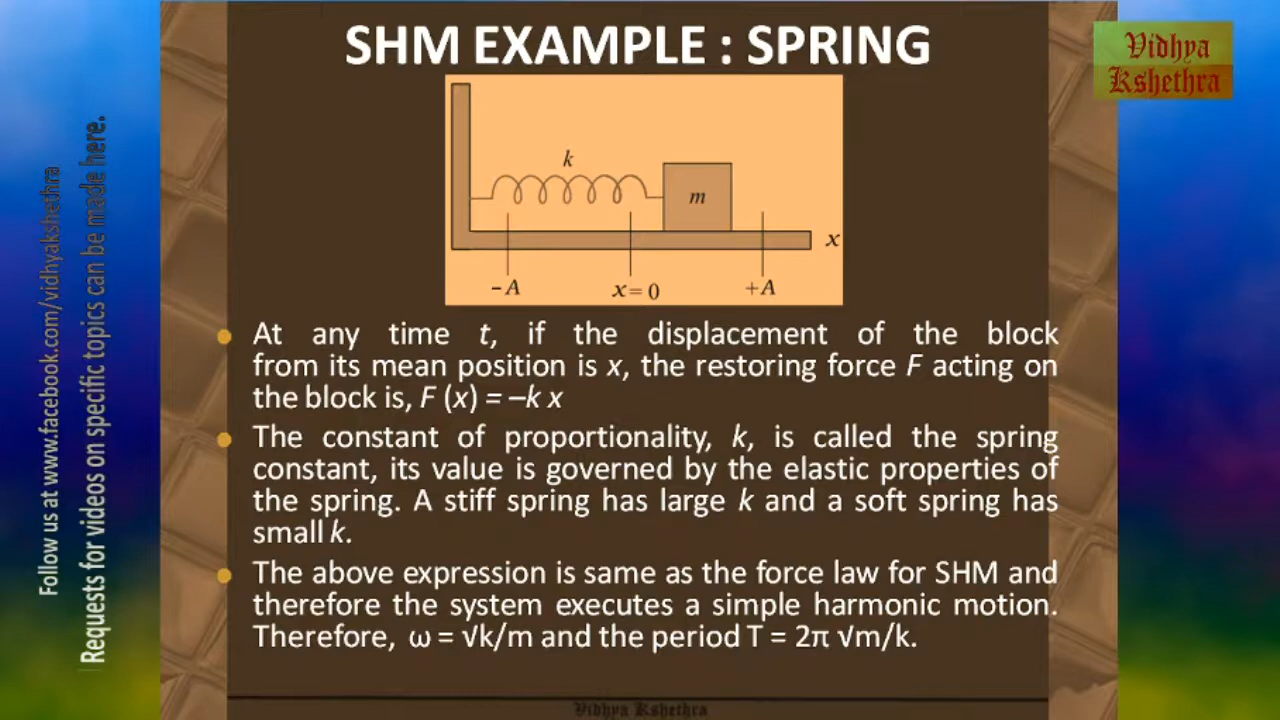 SHM EXAMPLE : SPRING
Vidhya
Kshethra
k
m
x
-A
x=0
+A
At any time t, if the displacement of the block
from its mean position is x, the restoring force F acting on
the block is, F (x) = –k x
The constant of proportionality, k, is called the spring
constant, its value is governed by the elastic properties of
the spring. A stiff spring has large k and a soft spring has
small k.
The above expression is same as the force law for SHM and
therefore the system executes a simple harmonic motion.
Therefore, ω = √k/m and the period T = 2π √m/k.
Vidhya Kshethra
Follow us at www.facebook.com/vidhyakshethra
Requests for videos on specific topics can be made here.